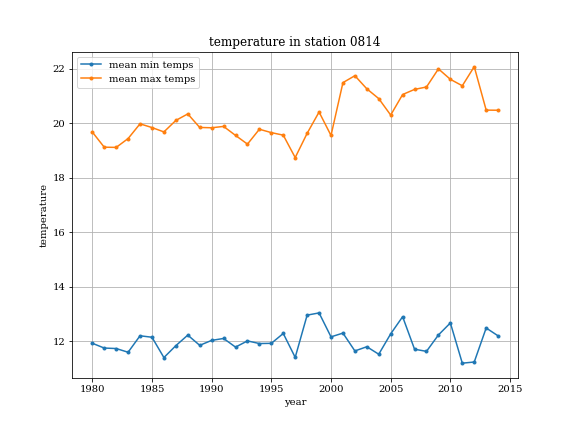 temperature in station 0814
mean min temps
mean max temps
22
20
18
16
14
12
temperature
1980 1985 1990 1995 2000 2005 2010 2015
year